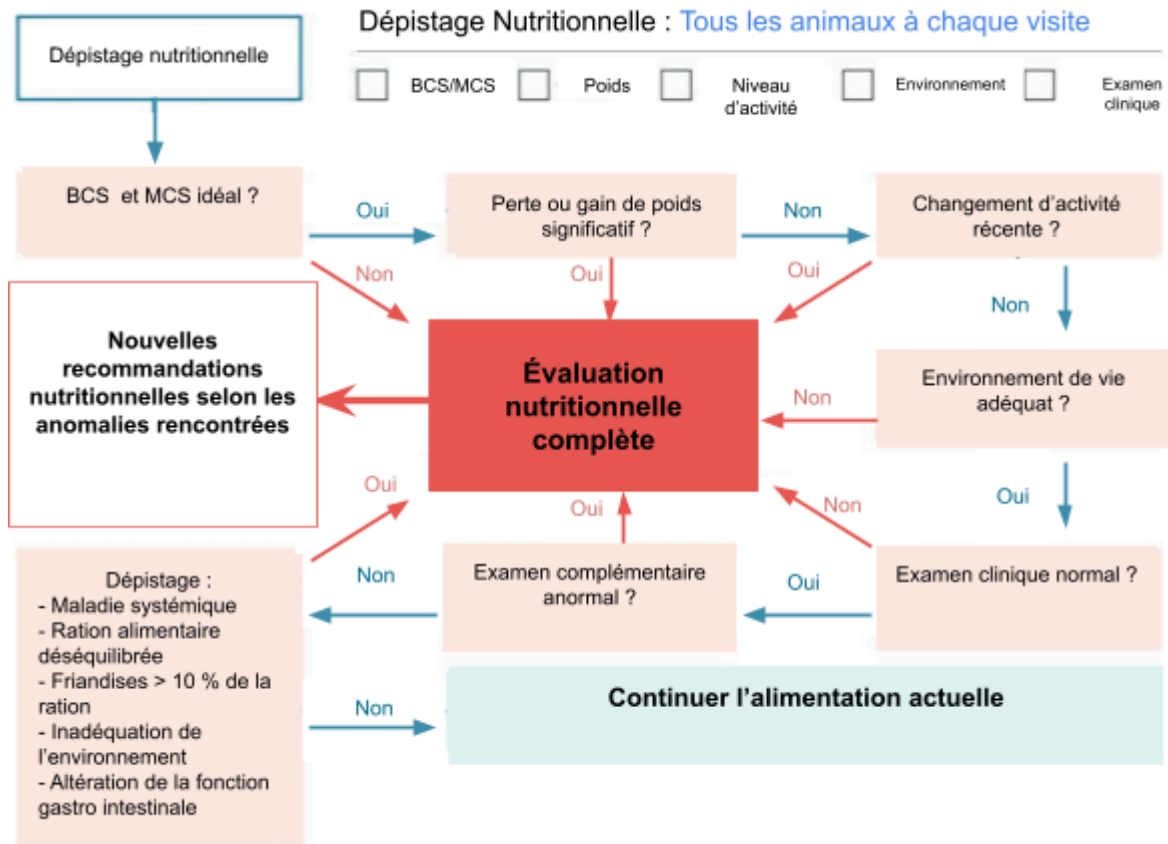 Dépistage Nutritionnelle : Tous les animaux à chaque visite
Dépistage nutritionnelle
BCS/MCS
Poids
Niveau
d'activité
Environnement
Examen
clinique
BCS et MCS idéal ?
Oui
Perte ou gain de poids
significatif ?
Non
Changement d'activité
récente ?
Non
Oui
Oui
Non
Nouvelles
recommandations
nutritionnelles selon les
anomalies rencontrées
Évaluation
nutritionnelle
complète
Non
Environnement de vie
adéquat ?
Oui
Oui
Non
Oui
Dépistage :
- Maladie systémique
- Ration alimentaire
déséquilibrée
- Friandises > 10 % de la
ration
- Inadéquation de
l'environnement
- Altération de la fonction
gastro intestinale
Non
Examen complémentaire
anormal ?
Oui
Examen clinique normal ?
Non
Continuer l'alimentation actuelle